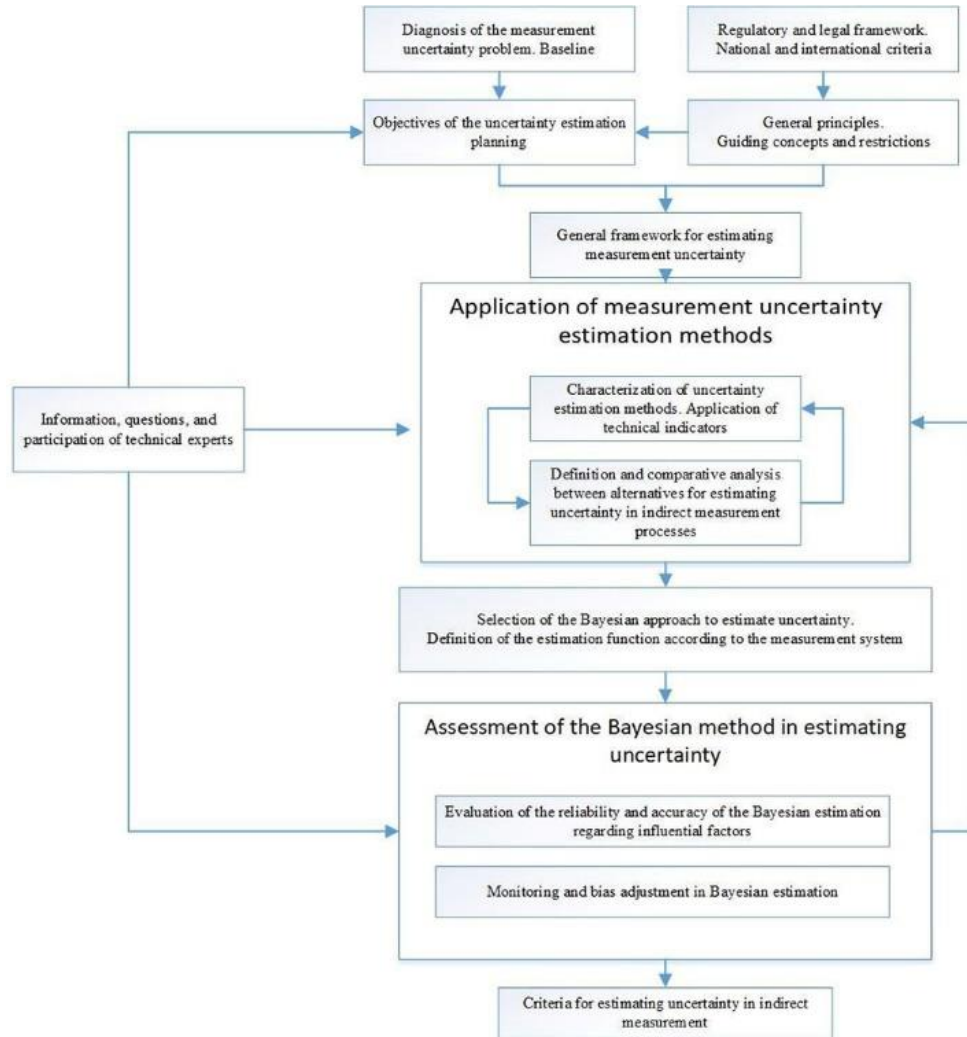 Diagnosis of the measurement
uncertainty problem. Baseline
Regulatory and legal framework.
National and international criteria
Objectives of the uncertainty estimation
planning
General principles.
Guiding concepts and restrictions
General framework for estimating
measurement uncertainty
Application of measurement uncertainty
estimation methods
Characterization of uncertainty
estimation methods. Application of
technical indicators
Information, questions, and
participation of technical experts
Definition and comparative analysis
between alternatives for estimating
uncertainty in indirect measurement
processes
Selection of the Bayesian approach to estimate uncertainty.
Definition of the estimation function according to the measurement system
Assessment of the Bayesian method in estimating
uncertainty
Evaluation of the reliability and accuracy of the Bayesian estimation
regarding influential factors
Monitoring and bias adjustment in Bayesian estimation
Criteria for estimating uncertainty in indirect
measurement